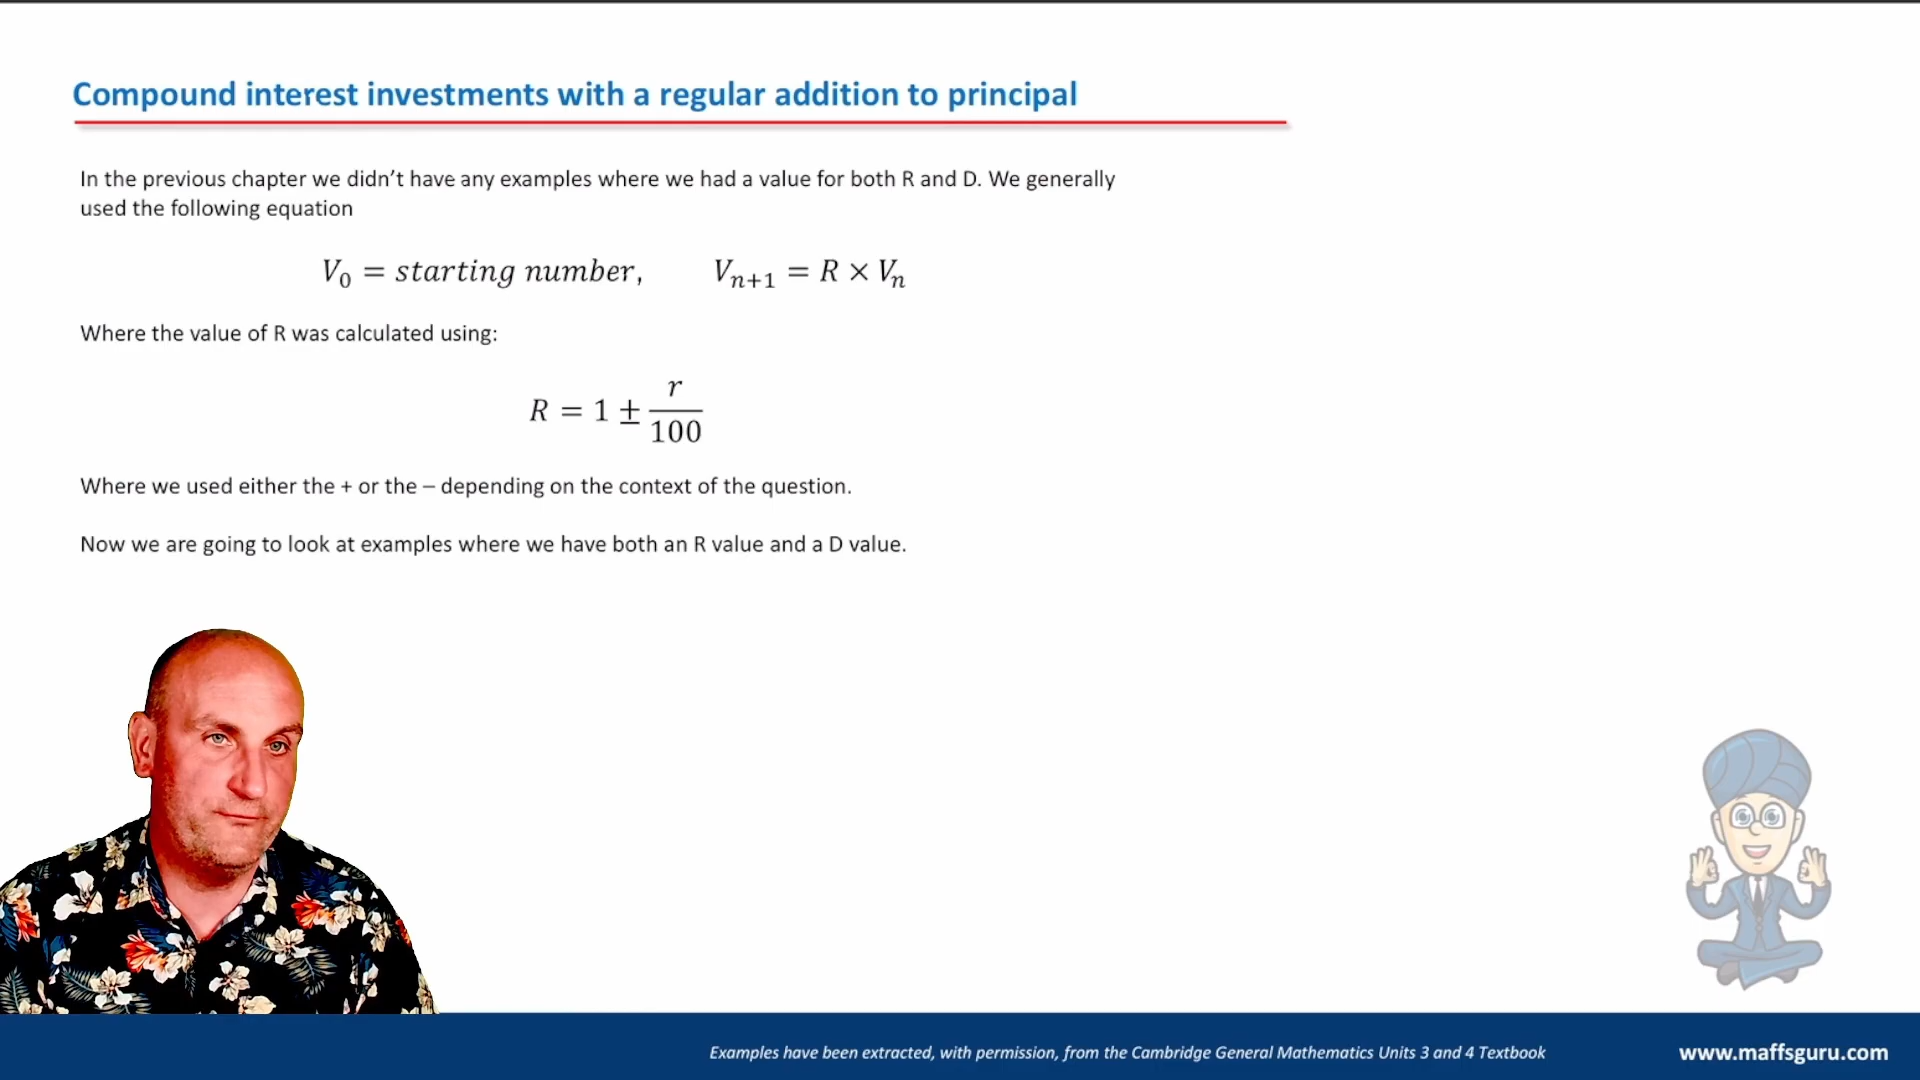 Compound interest investments with a regular addition to principal
In the previous chapter we didn't have any examples where we had a value for both R and D. We generally
used the following equation
V₀ = starting number, Vₙ₊₁ = R × Vₙ
Where the value of R was calculated using:
R = 1 ± r/100
Where we used either the + or the – depending on the context of the question.
Now we are going to look at examples where we have both an R value and a D value.
Examples have been extracted, with permission, from the Cambridge General Mathematics Units 3 and 4 Textbook
www.maffsguru.com